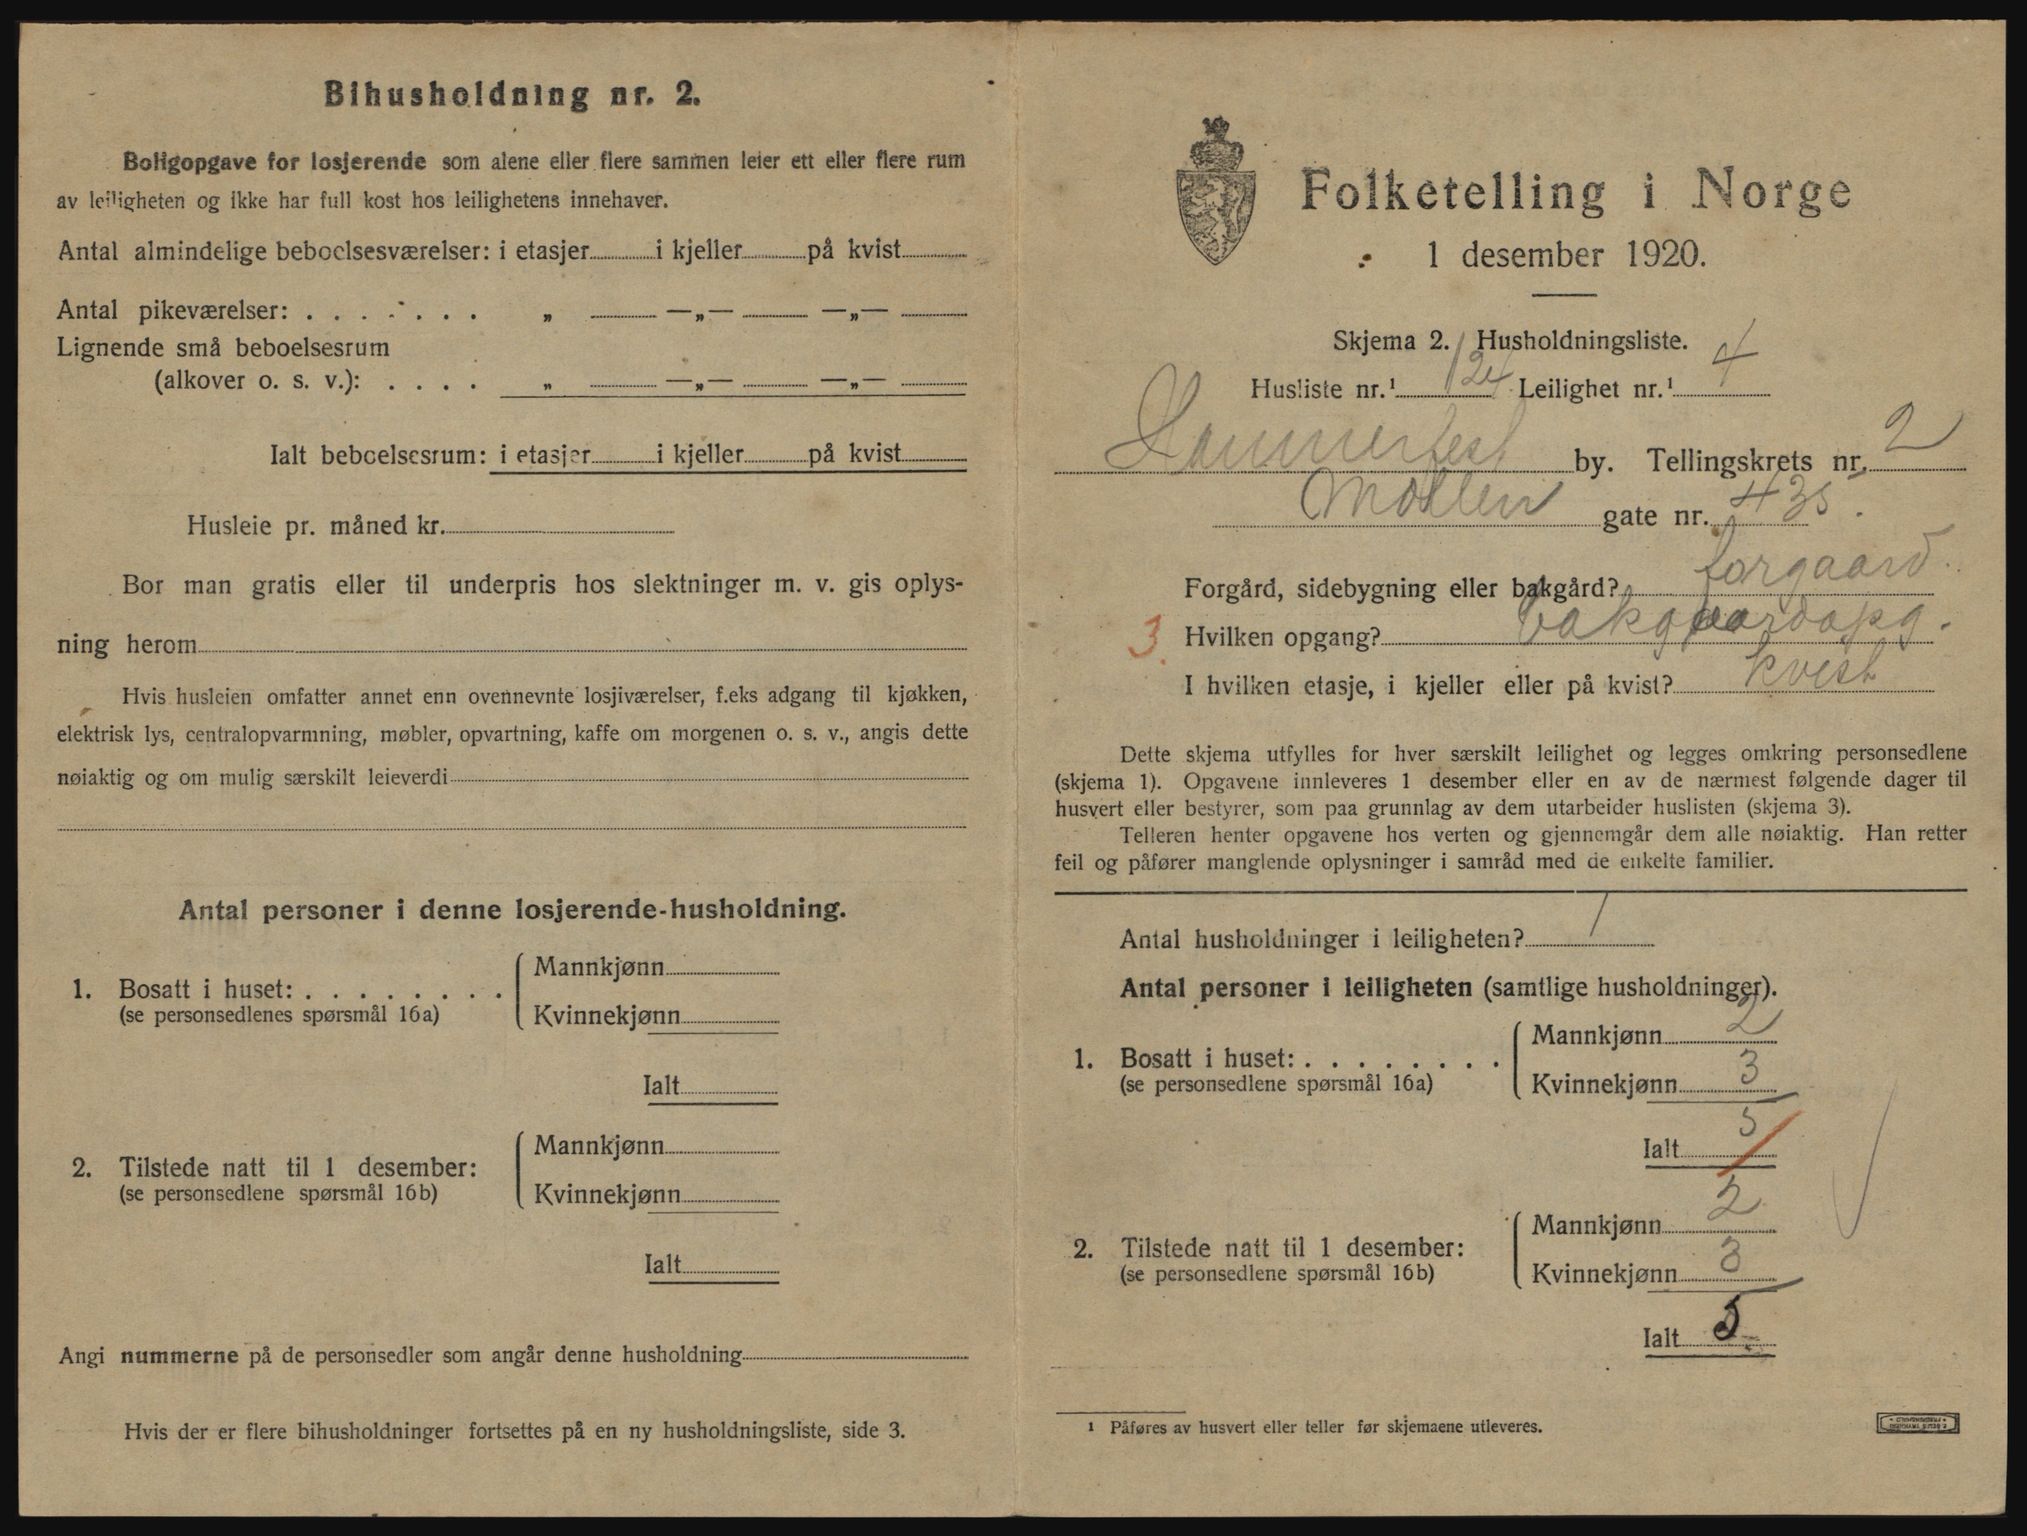 Bihusholdning nr. 2.
Boligopgave for losjerende som alene eller flere sammen leier ett eller flere rum
av leiligheten og ikke har full kost hos leilighetens innehaver.
Antal almindelige beboelsesværelser: i etasjer i kjeller på kvist
Antal pikeværelser: . . . . . . . „ —„— —„—
Lignende små beboelsesrum
(alkover o. s. v.): . . . . „ —„— —„—
Ialt beboelsesrum: i etasjer i kjeller på kvist
Husleie pr. måned kr.
Bor man gratis eller til underpris hos slektninger m. v. gis oplys-
ning herom
Hvis husleien omfatter annet enn ovennevnte losjiværelser, f.eks adgang til kjøkken,
elektrisk lys, centralopvarmning, møbler, opvartning, kaffe om morgenen o. s. v., angis dette
nøiaktig og om mulig særskilt leieverdi
Antal personer i denne losjerende-husholdning.
1. Bosatt i huset: . . . . . . . . Mannkjønn
(se personsedlenes spørsmål 16a) Kvinnekjønn
Ialt
2. Tilstede natt til 1 desember: Mannkjønn
(se personsedlene spørsmål 16b) Kvinnekjønn
Ialt
Angi nummerne på de personsedler som angår denne husholdning
Hvis der er flere bihusholdninger fortsettes på en ny husholdningsliste, side 3.
Folketelling i Norge
1 desember 1920.
Skjema 2. Husholdningsliste.
Husliste nr.¹ 124 Leilighet nr.¹ 4
Hammerfest by. Tellingskrets nr. 2
Mollen gate nr. 435.
Forgård, sidebygning eller bakgård? forgaard.
3. Hvilken opgang? bakgaardopg.
I hvilken etasje, i kjeller eller på kvist? kvist
Dette skjema utfylles for hver særskilt leilighet og legges omkring personsedlene
(skjema 1). Opgavene innleveres 1 desember eller en av de nærmest følgende dager til
husvert eller bestyrer, som paa grunnlag av dem utarbeider huslisten (skjema 3).
Telleren henter opgavene hos verten og gjennemgår dem alle nøiaktig. Han retter
feil og påfører manglende oplysninger i samråd med de enkelte familier.
Antal husholdninger i leiligheten? 1
Antal personer i leiligheten (samtlige husholdninger).
1. Bosatt i huset: . . . . . . . . Mannkjønn 2
(se personsedlene spørsmål 16a) Kvinnekjønn 3
Ialt 5
2. Tilstede natt til 1 desember: Mannkjønn 2
(se personsedlene spørsmål 16b) Kvinnekjønn 3
Ialt 5
¹ Påføres av husvert eller teller før skjemaene utleveres.